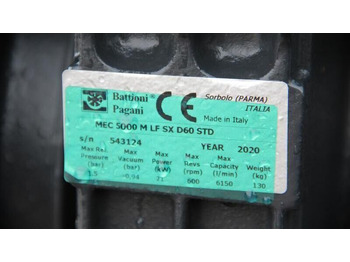 Battioni® Sorbolo (PARMA)
Pagani® CE ITALIA
Made in Italy
MEC 5000 M LF SX D60 STD
s/n 543124 YEAR 2020
Max Rel. Max Max Max Max Weight
Pressure Vacuum Power Revs Capacity (kg)
(bar) (bar) (kW) (rpm) (l/min)
1.5 -0.94 600 6150 130